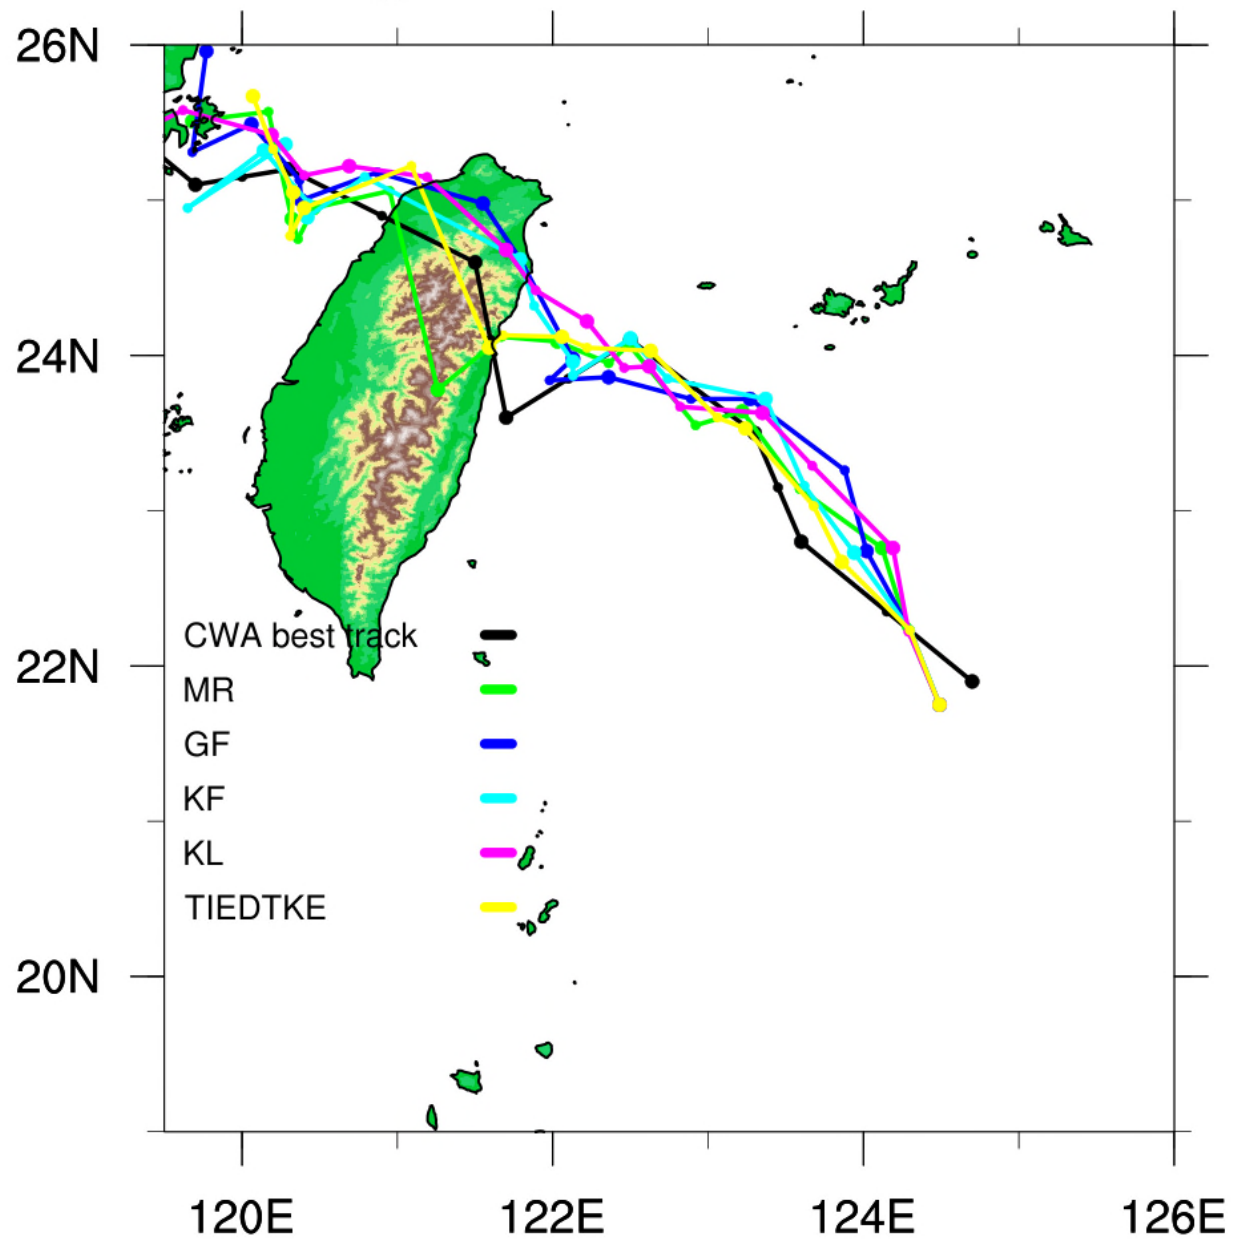 26N
24N
22N
CWA best track
MR
GF
KF
KL
TIEDTKE
20N
120E 122E 124E 126E